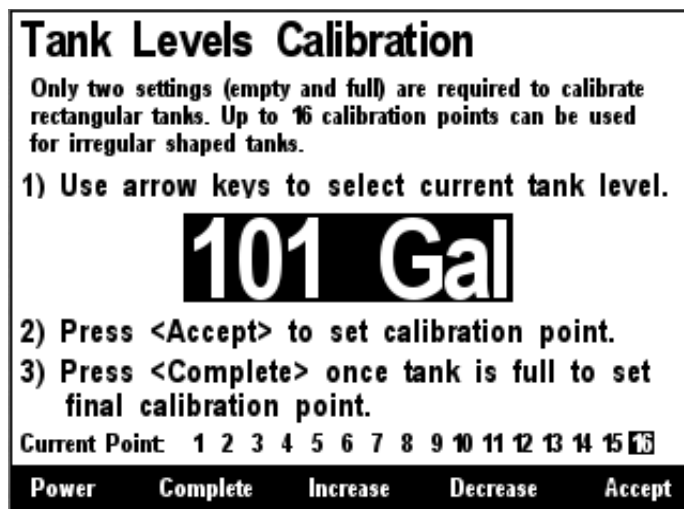 Tank Levels Calibration
Only two settings (empty and full) are required to calibrate
rectangular tanks. Up to 16 calibration points can be used
for irregular shaped tanks.
1) Use arrow keys to select current tank level.
101 Gal
2) Press <Accept> to set calibration point.
3) Press <Complete> once tank is full to set
final calibration point.
Current Point: 1 2 3 4 5 6 7 8 9 10 11 12 13 14 15 16
Power Complete Increase Decrease Accept